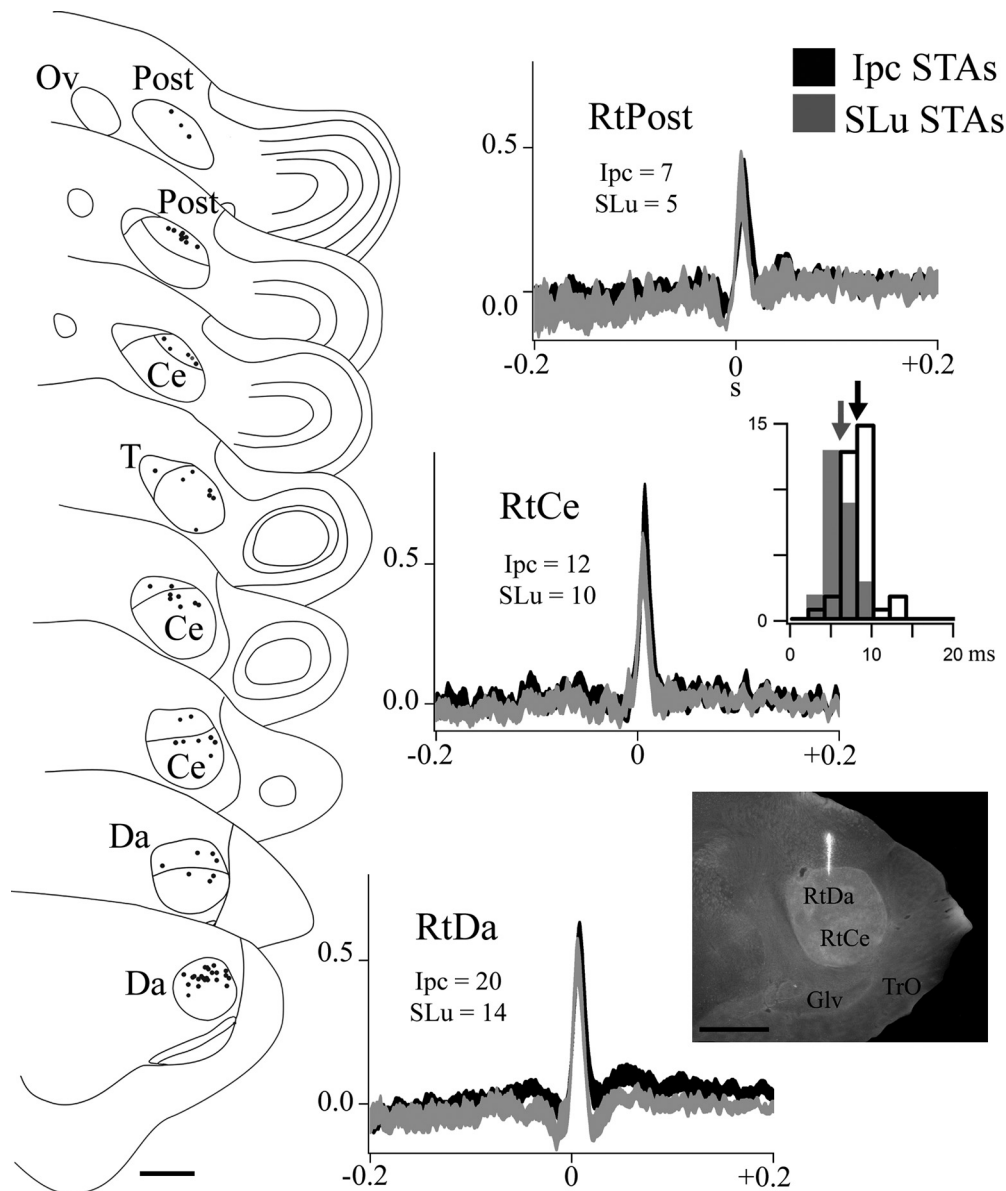 Ov
Post
Post
Ce
T
Ce
Ce
Da
Da
Ipc STAs
SLu STAs
RtPost
Ipc = 7
SLu = 5
0.5
0.0
-0.2
0
+0.2
s
15
0
0
10
20 ms
RtCe
Ipc = 12
SLu = 10
0.5
0.0
-0.2
0
+0.2
RtDa
RtCe
Glv
TrO
RtDa
Ipc = 20
SLu = 14
0.5
0.0
-0.2
0
+0.2